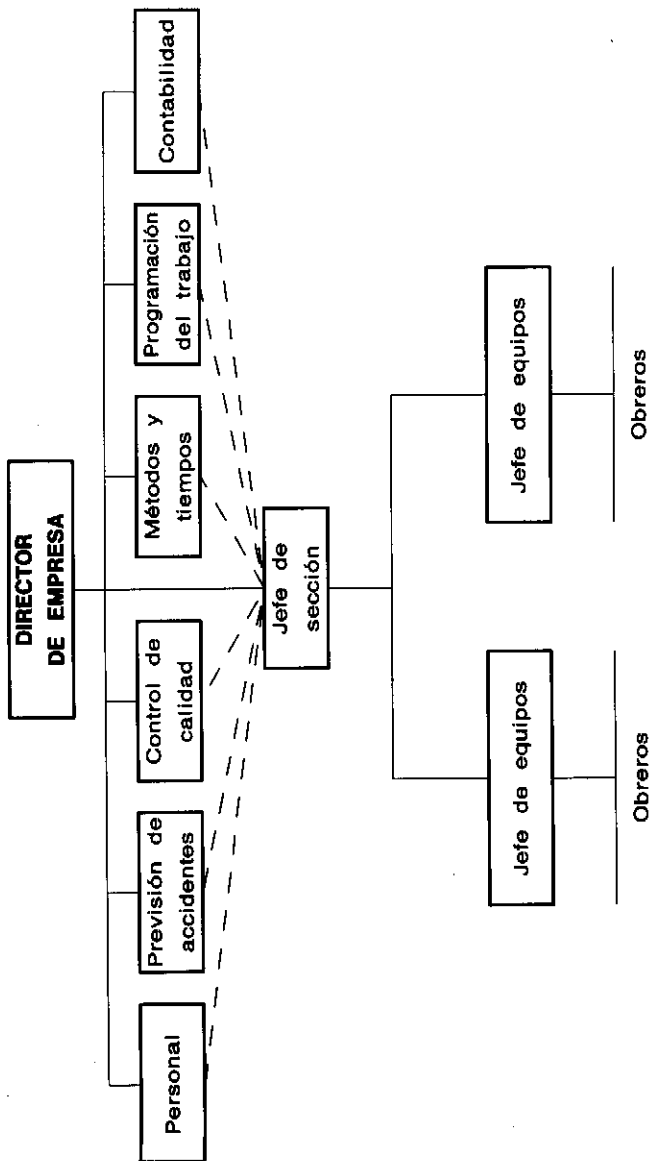 DIRECTOR
DE EMPRESA
Personal
Previsión de
accidentes
Control de
calidad
Métodos y
tiempos
Programación
del trabajo
Contabilidad
Jefe de
sección
Jefe de equipos
Jefe de equipos
Obreros
Obreros